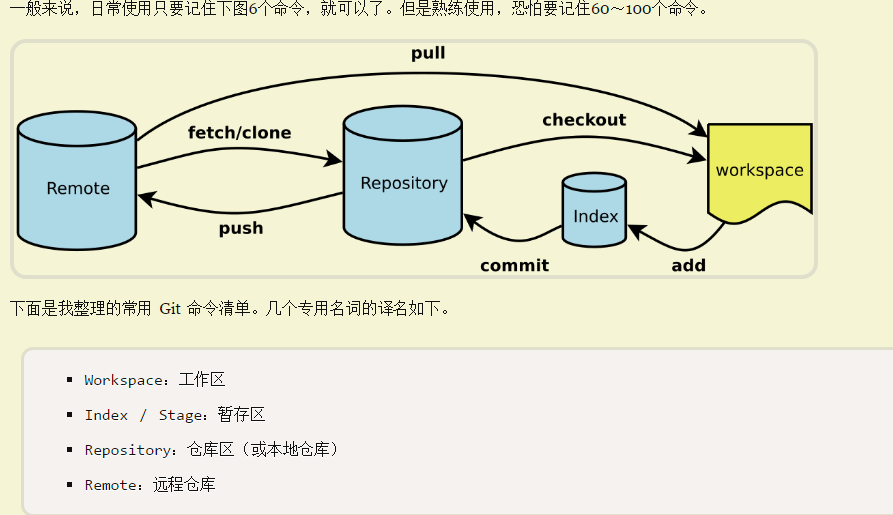 一般来说，日常使用只要记住下图6个命令，就可以了。但是熟练使用，恐怕要记住60～100个命令。
pull
fetch/clone
checkout
Remote
Repository
workspace
Index
push
commit
add
下面是我整理的常用 Git 命令清单。几个专用名词的译名如下。
Workspace：工作区
Index / Stage：暂存区
Repository：仓库区（或本地仓库）
Remote：远程仓库